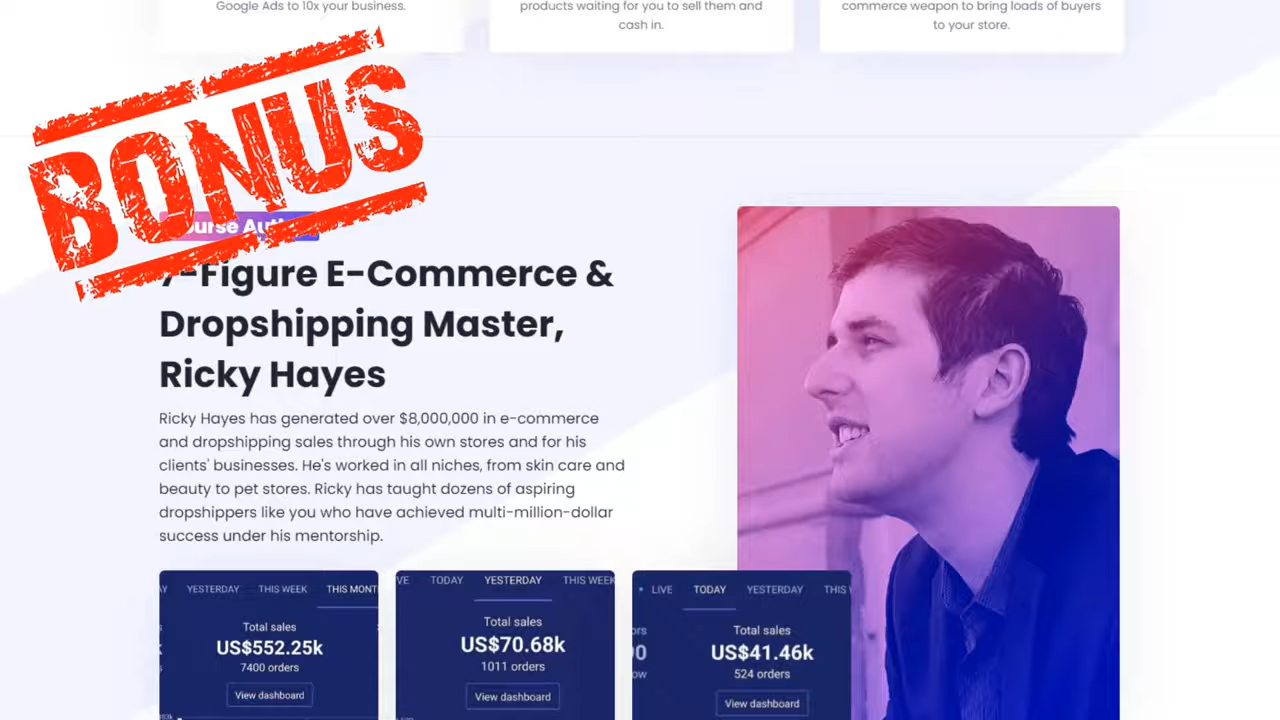 Google Ads to 10x your business.
products waiting for you to sell them and
cash in.
commerce weapon to bring loads of buyers
to your store.
BONUS
7-Figure E-Commerce &
Dropshipping Master,
Ricky Hayes
Ricky Hayes has generated over $8,000,000 in e-commerce
and dropshipping sales through his own stores and for his
clients' businesses. He's worked in all niches, from skin care and
beauty to pet stores. Ricky has taught dozens of aspiring
dropshippers like you who have achieved multi-million-dollar
success under his mentorship.
YESTERDAY THIS WEEK THIS MONT
Total sales
US$552.25k
7400 orders
View dashboard
VE TODAY YESTERDAY THIS WEEK
Total sales
US$70.68k
1011 orders
View dashboard
LIVE TODAY YESTERDAY THIS
Total sales
US$41.46k
524 orders
View dashboard